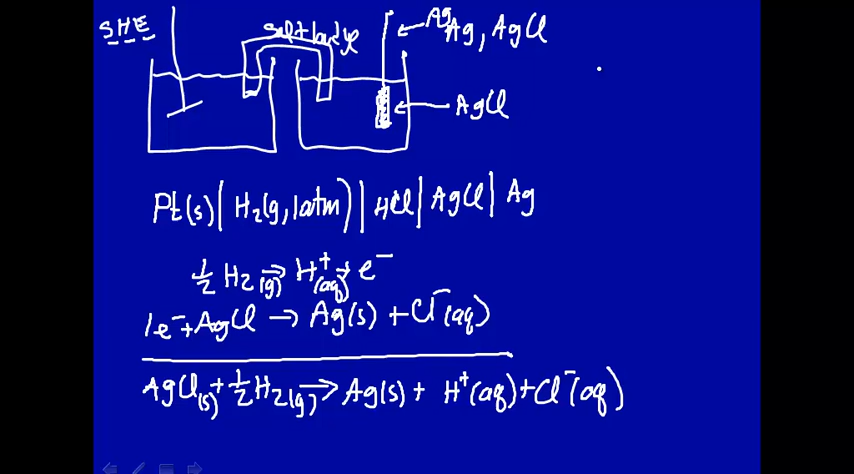 SHE
salt bridge
Ag
Ag, AgCl
AgCl
Pt(s) | H₂(g, 1atm) | HCl | AgCl | Ag
½ H₂(g) → H⁺(aq) + e⁻
1e⁻ + AgCl → Ag(s) + Cl⁻(aq)
AgCl(s) + ½ H₂(g) → Ag(s) + H⁺(aq) + Cl⁻(aq)